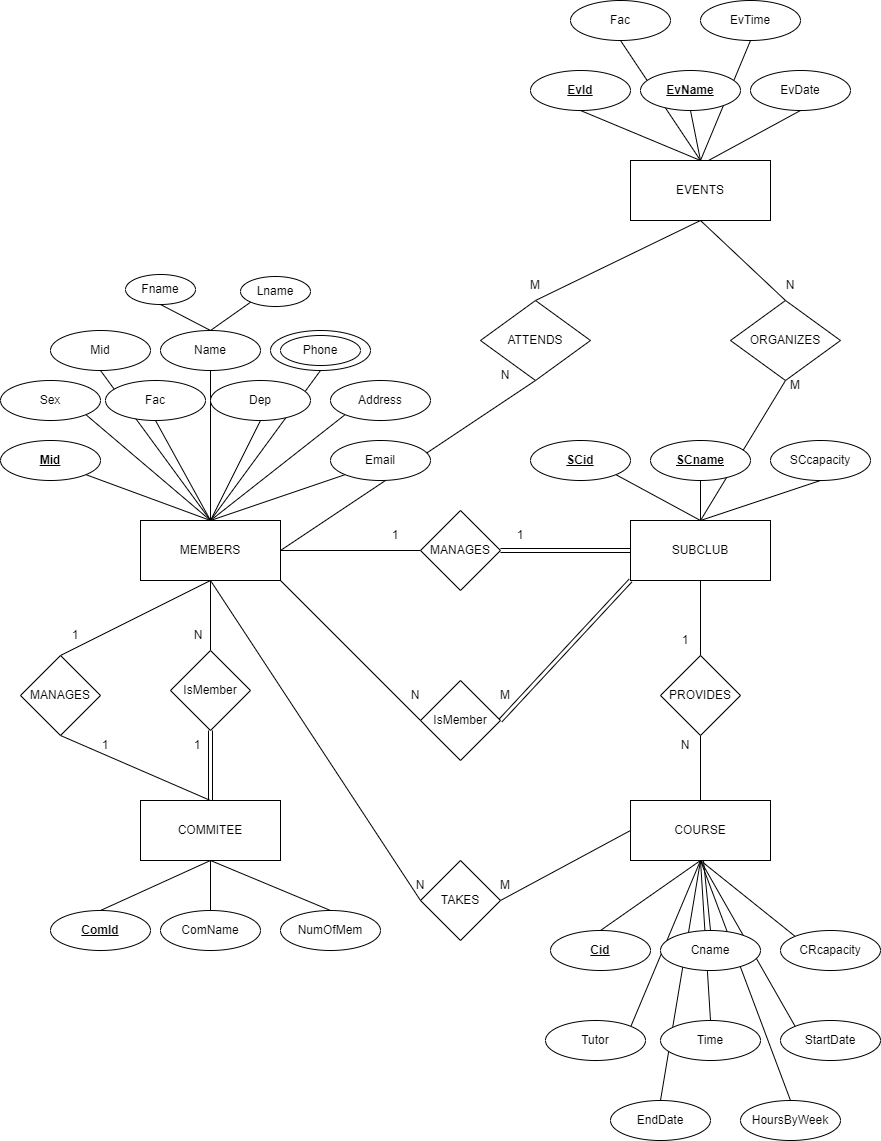 Fac
EvTime
EvId
EvName
EvDate
EVENTS
M
N
ATTENDS
ORGANIZES
N
M
Fname
Lname
Mid
Name
Phone
Sex
Fac
Dep
Address
Mid
Email
SCid
SCname
SCcapacity
MEMBERS
1
MANAGES
1
SUBCLUB
1
N
MANAGES
IsMember
1
1
N
IsMember
M
1
PROVIDES
N
COMMITEE
COURSE
N
TAKES
M
ComId
ComName
NumOfMem
Cid
Cname
CRcapacity
Tutor
Time
StartDate
EndDate
HoursByWeek